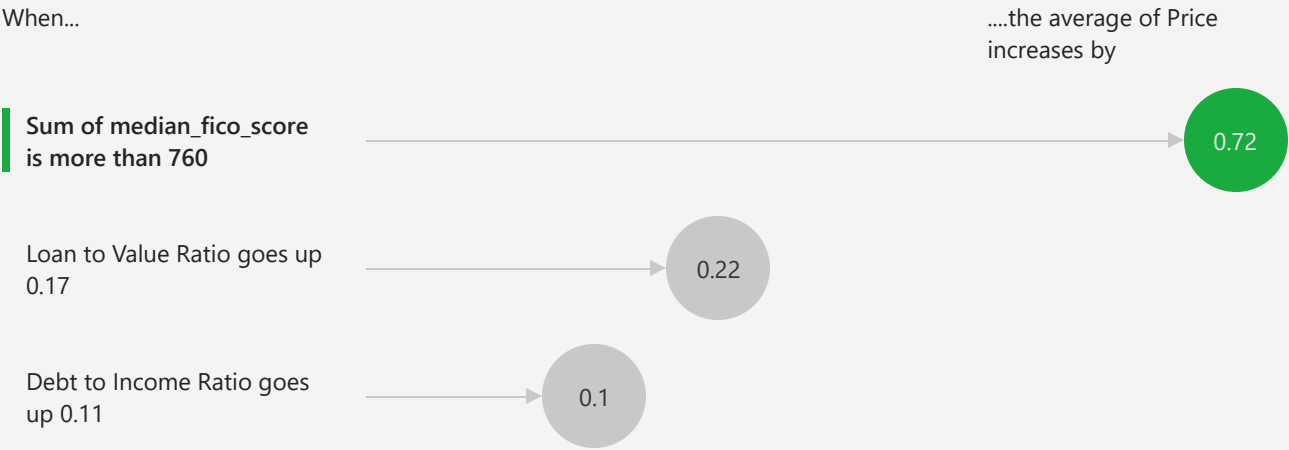 When...
....the average of Price
increases by
Sum of median_fico_score
is more than 760
0.72
Loan to Value Ratio goes up
0.17
0.22
Debt to Income Ratio goes
up 0.11
0.1